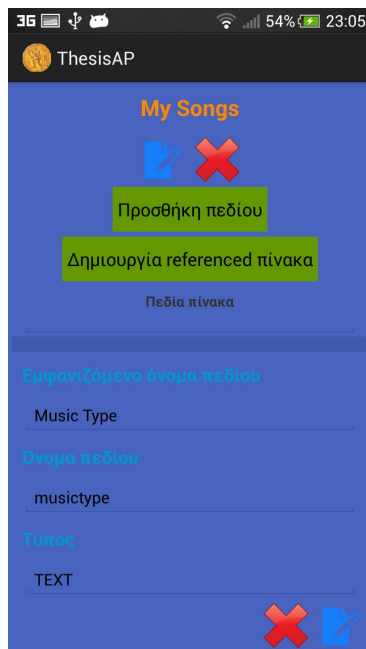 3G 54% 23:05
ThesisAP
My Songs
Προσθήκη πεδίου
Δημιουργία referenced πίνακα
Πεδία πίνακα
Εμφανιζόμενο όνομα πεδίου
Music Type
Όνομα πεδίου
musictype
Τύπος
TEXT